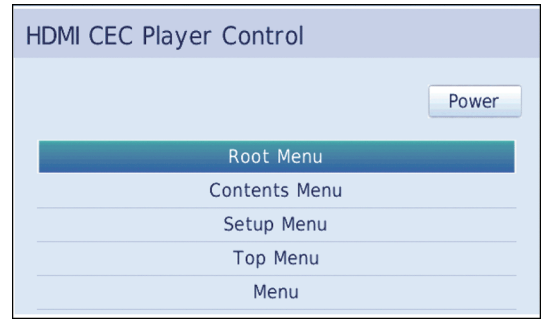 HDMI CEC Player Control
Power
Root Menu
Contents Menu
Setup Menu
Top Menu
Menu